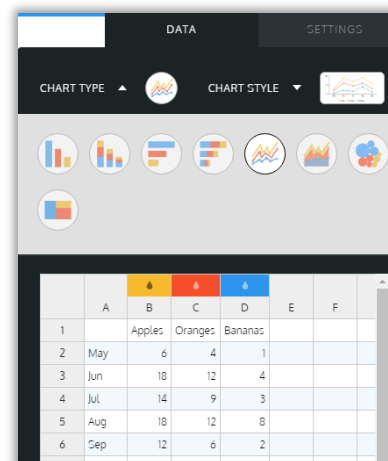 DATA SETTINGS
CHART TYPE CHART STYLE
A B C D E F
1 Apples Oranges Bananas
2 May 6 4 1
3 Jun 18 12 4
4 Jul 14 9 3
5 Aug 18 12 8
6 Sep 12 6 2